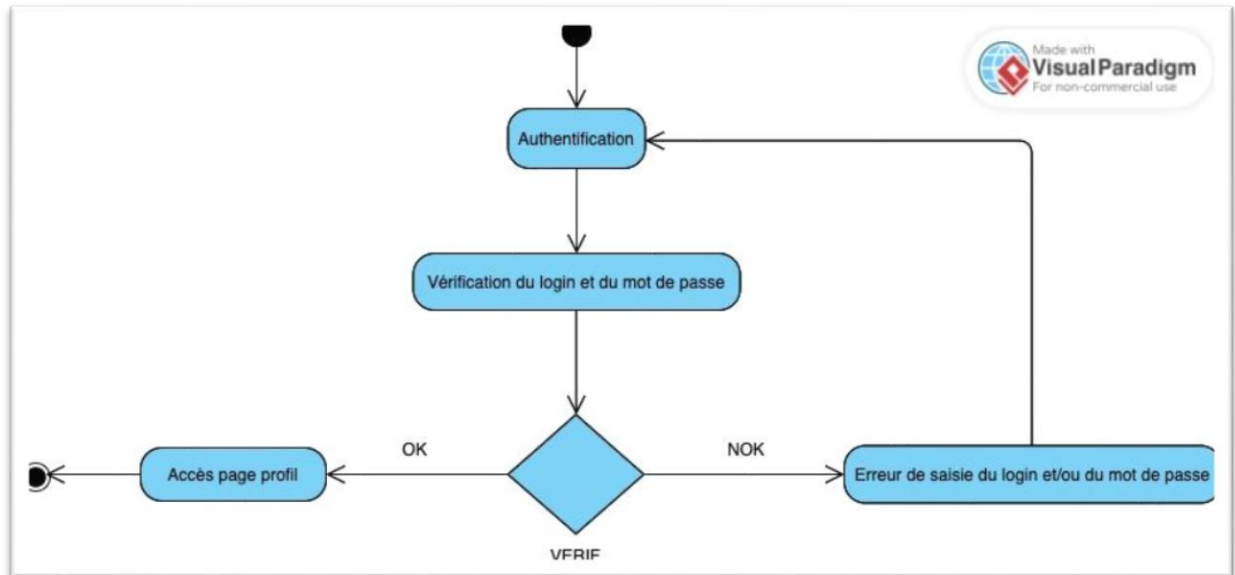 Made with
Visual Paradigm
For non-commercial use
Authentification
Vérification du login et du mot de passe
OK
NOK
Accès page profil
Erreur de saisie du login et/ou du mot de passe
VERIF